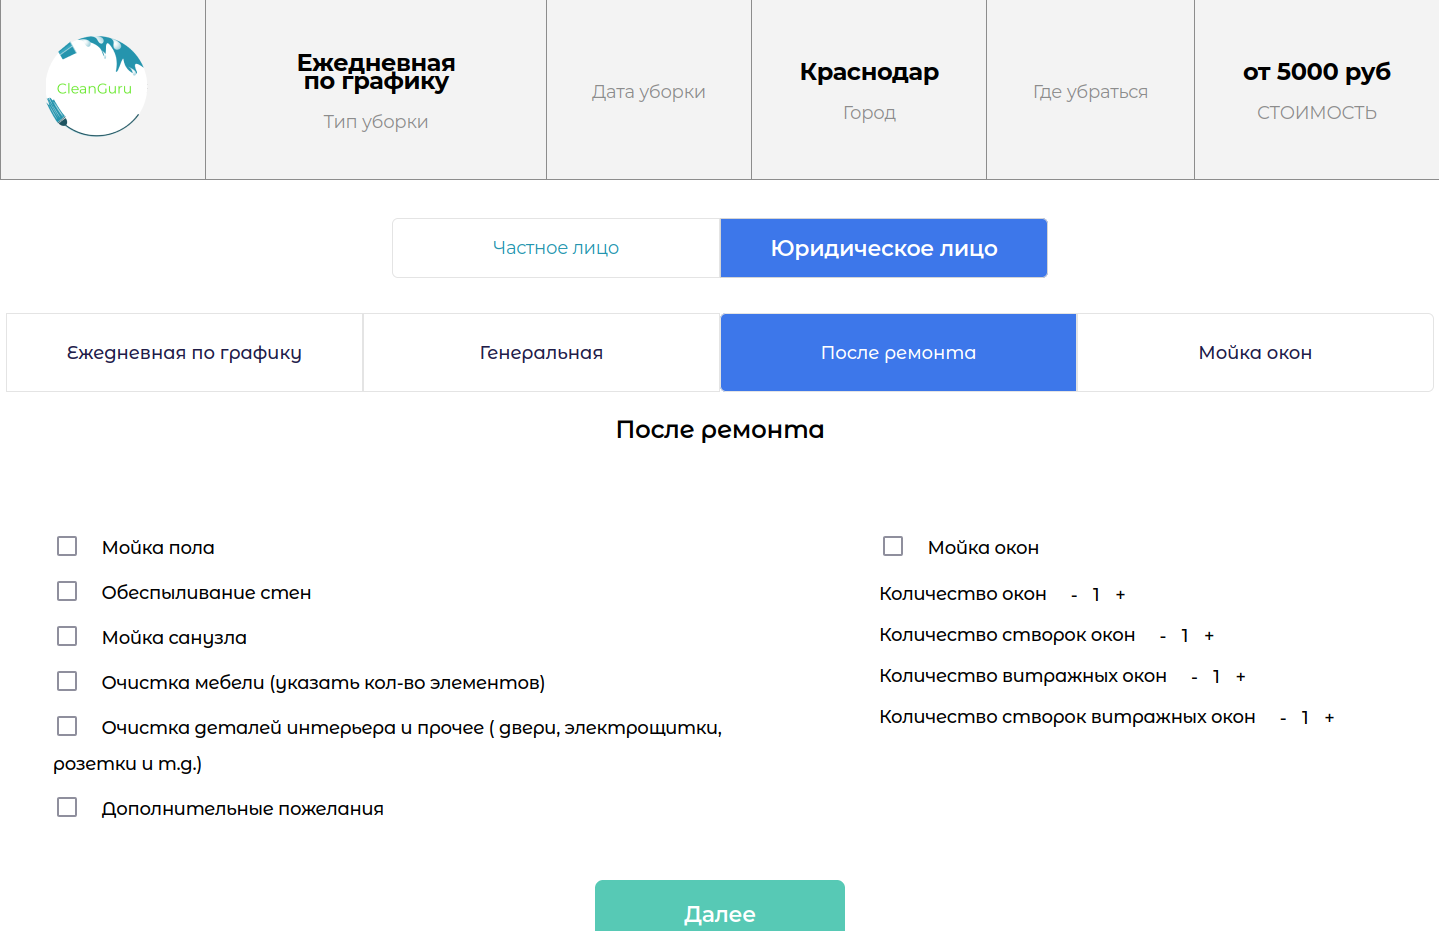 CleanGuru
Ежедневная
по графику
Тип уборки
Дата уборки
Краснодар
Город
Где убраться
от 5000 руб
СТОИМОСТЬ
Частное лицо
Юридическое лицо
Ежедневная по графику
Генеральная
После ремонта
Мойка окон
После ремонта
Мойка пола
Обеспыливание стен
Мойка санузла
Очистка мебели (указать кол-во элементов)
Очистка деталей интерьера и прочее ( двери, электрощитки,
розетки и т.д.)
Дополнительные пожелания
Мойка окон
Количество окон - 1 +
Количество створок окон - 1 +
Количество витражных окон - 1 +
Количество створок витражных окон - 1 +
Далее